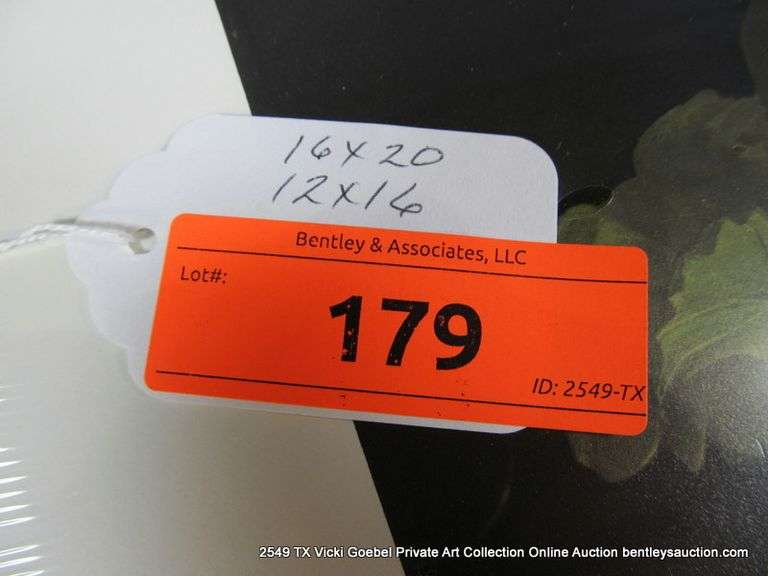 16X20
12X16
Bentley & Associates, LLC
Lot#:
179
ID: 2549-TX
2549 TX Vicki Goebel Private Art Collection Online Auction bentleysauction.com